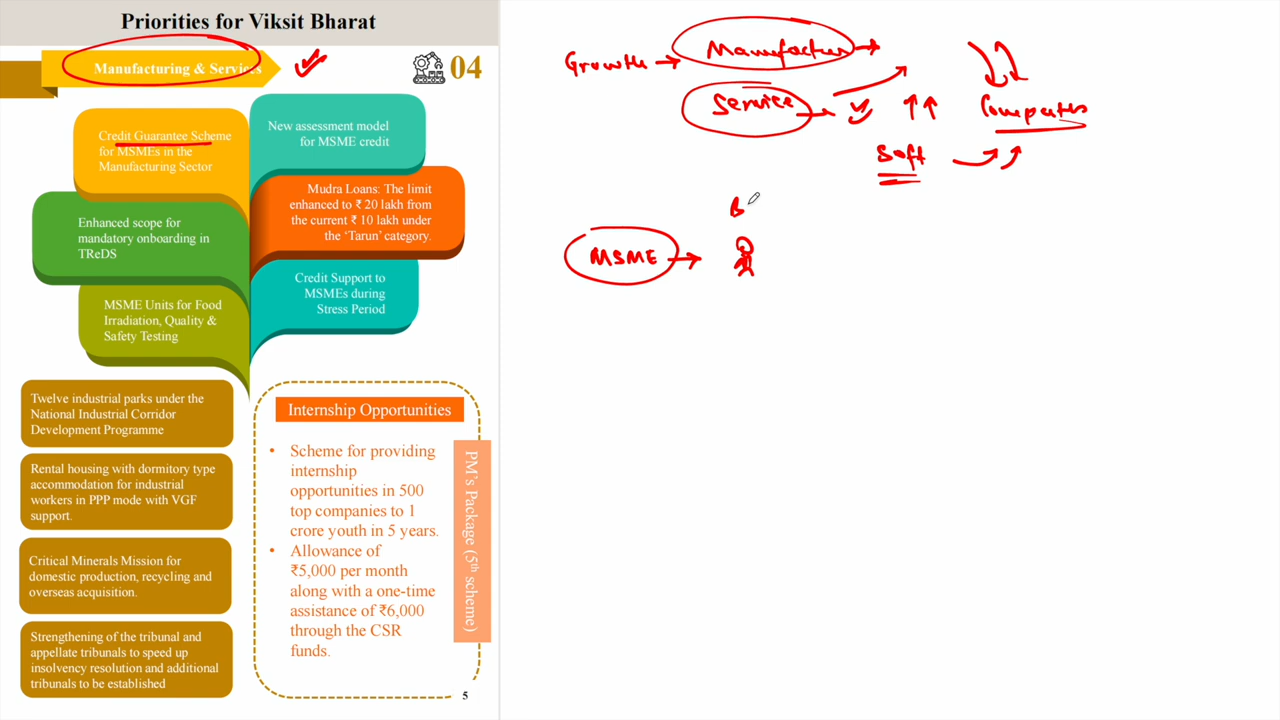 Priorities for Viksit Bharat
Manufacturing & Services
04
Credit Guarantee Scheme
for MSMEs in the
Manufacturing Sector
New assessment model
for MSME credit
Mudra Loans: The limit
enhanced to ₹ 20 lakh from
the current ₹ 10 lakh under
the ‘Tarun’ category.
Enhanced scope for
mandatory onboarding in
TReDS
Credit Support to
MSMEs during
Stress Period
MSME Units for Food
Irradiation, Quality &
Safety Testing
Twelve industrial parks under the
National Industrial Corridor
Development Programme
Rental housing with dormitory type
accommodation for industrial
workers in PPP mode with VGF
support.
Critical Minerals Mission for
domestic production, recycling and
overseas acquisition.
Strengthening of the tribunal and
appellate tribunals to speed up
insolvency resolution and additional
tribunals to be established
Internship Opportunities
• Scheme for providing
internship
opportunities in 500
top companies to 1
crore youth in 5 years.
• Allowance of
₹5,000 per month
along with a one-time
assistance of ₹6,000
through the CSR
funds.
PM's Package (5th scheme)
5
Growth → Manufacture →
Service →
Computers
Soft
B
MSME →